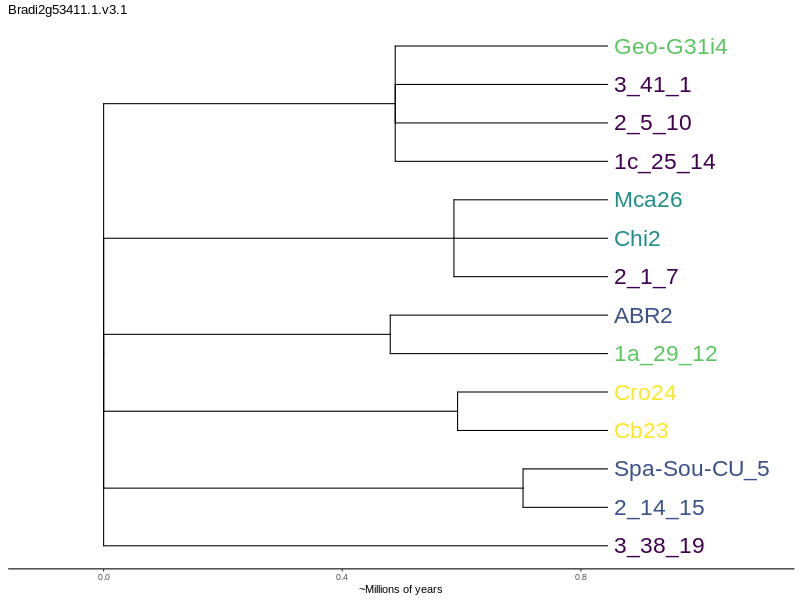 Bradi2g53411.1.v3.1
Geo-G31i4
3_41_1
2_5_10
1c_25_14
Mca26
Chi2
2_1_7
ABR2
1a_29_12
Cro24
Cb23
Spa-Sou-CU_5
2_14_15
3_38_19
0.0 0.4 0.8
~Millions of years